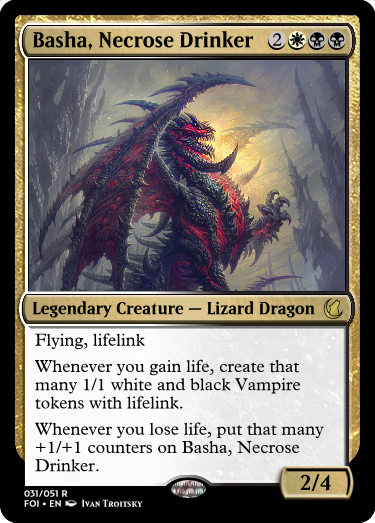 Basha, Necrose Drinker 2
Legendary Creature — Lizard Dragon
Flying, lifelink
Whenever you gain life, create that
many 1/1 white and black Vampire
tokens with lifelink.
Whenever you lose life, put that many
+1/+1 counters on Basha, Necrose
Drinker.
2/4
031/051 R
FOI • EN Ivan Troitsky